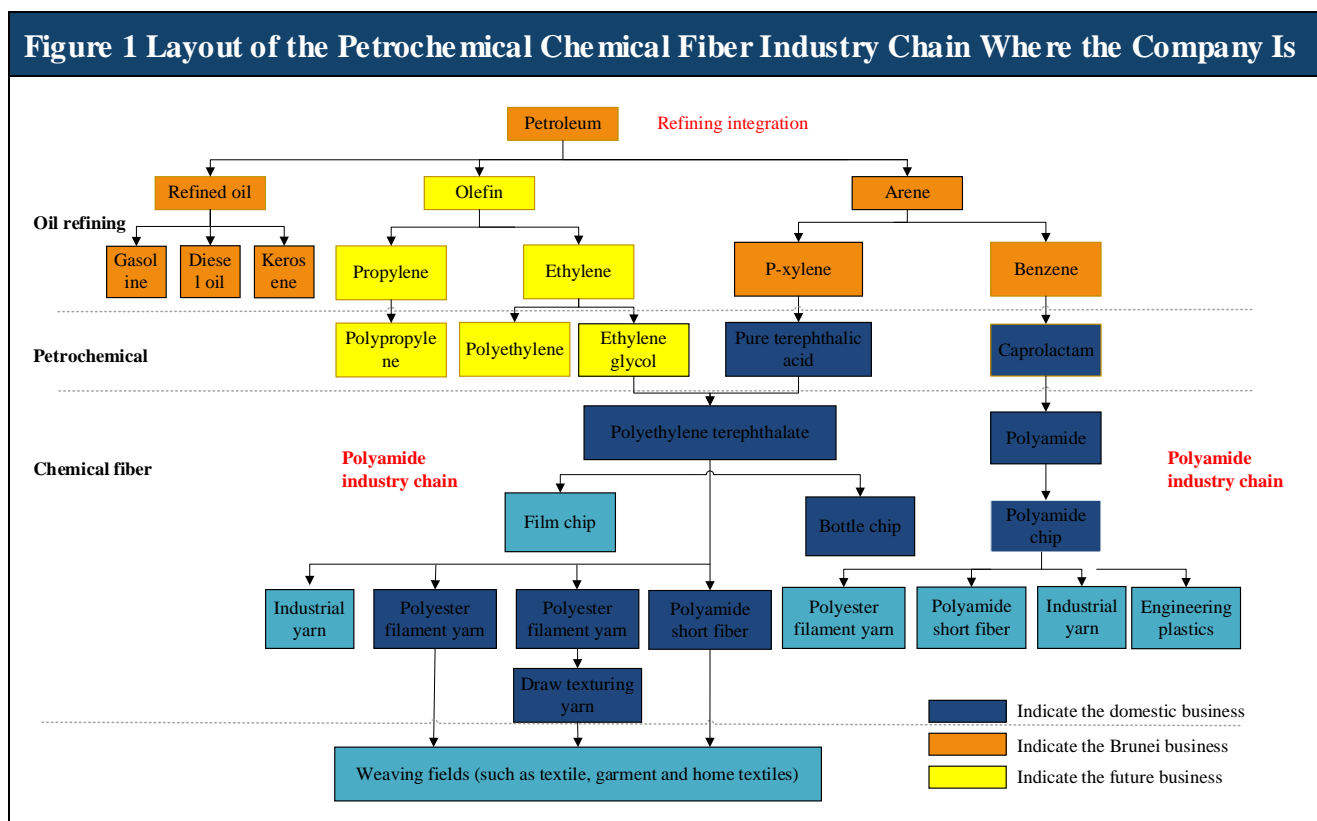 Figure 1 Layout of the Petrochemical Chemical Fiber Industry Chain Where the Company Is
Petroleum
Refining integration
Refined oil
Olefin
Arene
Oil refining
Gasol
ine
Diese
l oil
Keros
ene
Propylene
Ethylene
P-xylene
Benzene
Petrochemical
Polypropyle
ne
Polyethylene
Ethylene
glycol
Pure terephthalic
acid
Caprolactam
Polyethylene terephthalate
Polyamide
Chemical fiber
Polyamide
industry chain
Polyamide
industry chain
Film chip
Bottle chip
Polyamide
chip
Industrial
yarn
Polyester
filament yarn
Polyester
filament yarn
Polyamide
short fiber
Polyester
filament yarn
Polyamide
short fiber
Industrial
yarn
Engineering
plastics
Draw texturing
yarn
Weaving fields (such as textile, garment and home textiles)
Indicate the domestic business
Indicate the Brunei business
Indicate the future business